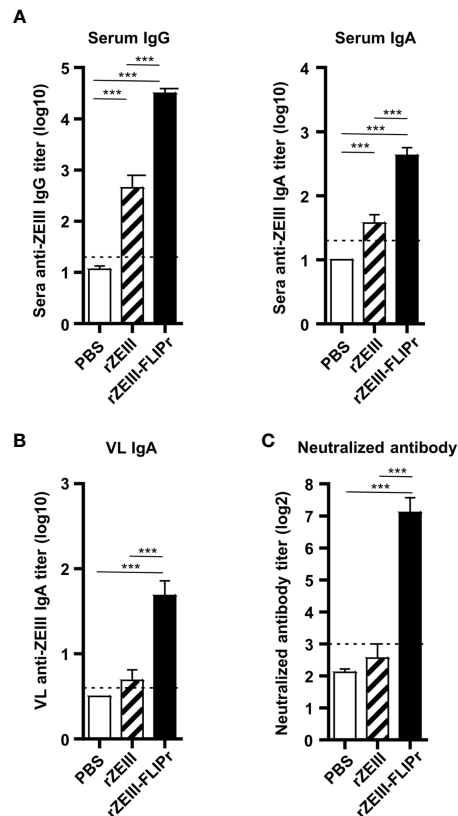 A
Serum IgG
Sera anti-ZEIII IgG titer (log10)
5
4
3
2
1
0
***
***
***
PBS
rZEIII
rZEIII-FLIPr
Serum IgA
Sera anti-ZEIII IgA titer (log10)
4
3
2
1
0
***
***
***
PBS
rZEIII
rZEIII-FLIPr
B
VL IgA
VL anti-ZEIII IgA titer (log10)
3
2
1
0
***
***
PBS
rZEIII
rZEIII-FLIPr
C
Neutralized antibody
Neutralized antibody titer (log2)
8
7
6
5
4
3
2
1
0
***
***
PBS
rZEIII
rZEIII-FLIPr